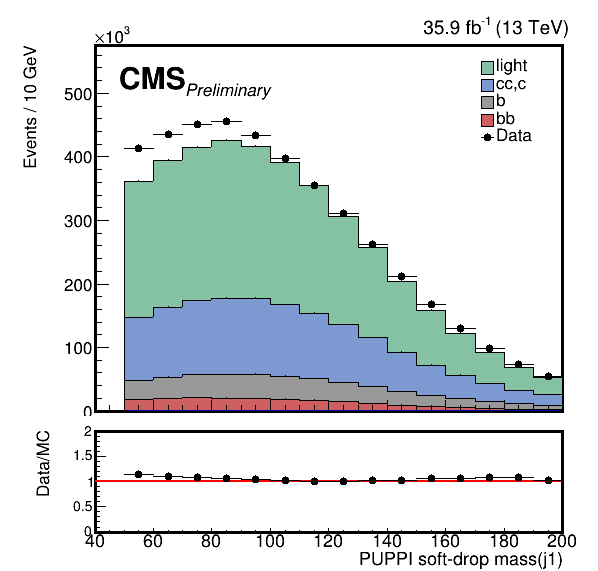 ×10³
35.9 fb⁻¹ (13 TeV)
CMS Preliminary
light
cc,c
b
bb
Data
Events / 10 GeV
500
400
300
200
100
0
Data/MC
2
1.5
1
0.5
0
40 60 80 100 120 140 160 180 200
PUPPI soft-drop mass(j1)